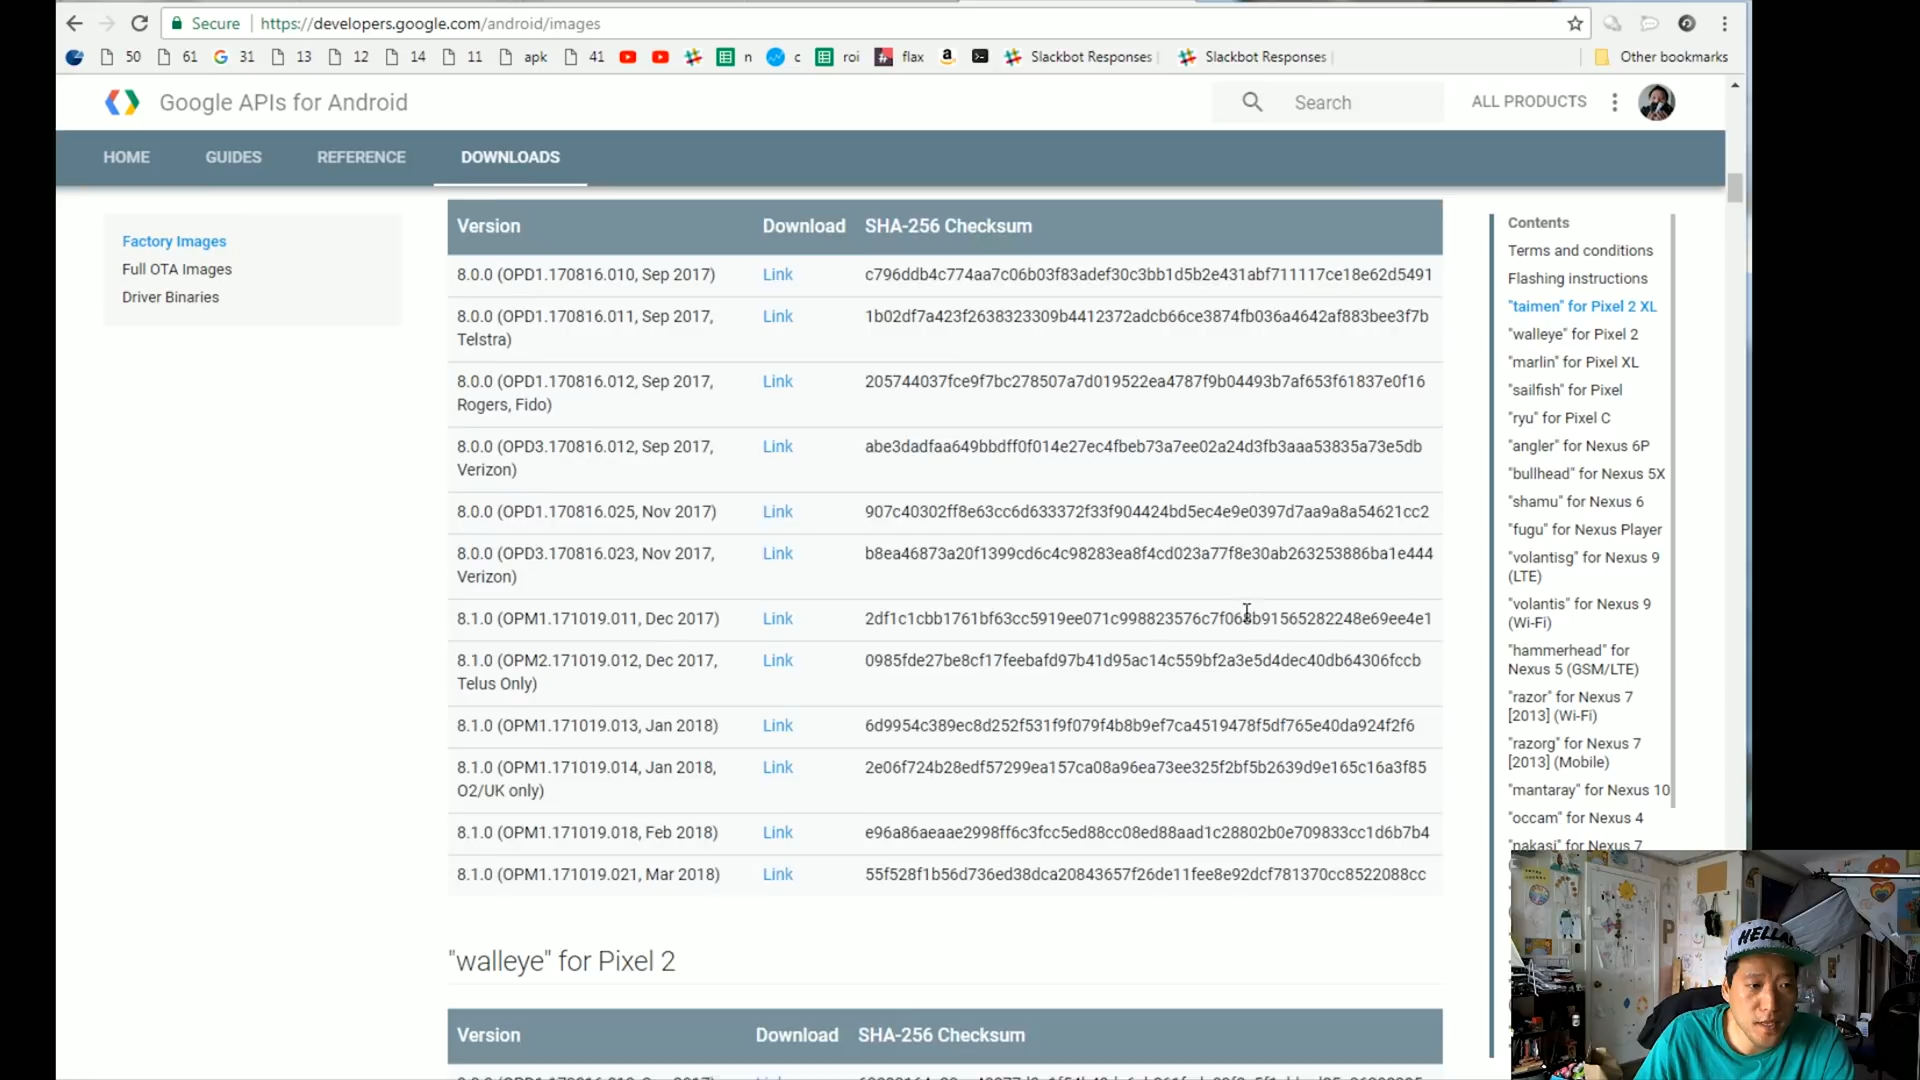 Secure https://developers.google.com/android/images
50 61 31 13 12 14 11 apk 41 n c roi flax Slackbot Responses Slackbot Responses Other bookmarks
Google APIs for Android Search ALL PRODUCTS
HOME GUIDES REFERENCE DOWNLOADS
Factory Images
Full OTA Images
Driver Binaries
Version Download SHA-256 Checksum
8.0.0 (OPD1.170816.010, Sep 2017) Link c796ddb4c774aa7c06b03f83adef30c3bb1d5b2e431abf711117ce18e62d5491
8.0.0 (OPD1.170816.011, Sep 2017, Link 1b02df7a423f2638323309b4412372adcb66ce3874fb036a4642af883bee3f7b
Telstra)
8.0.0 (OPD1.170816.012, Sep 2017, Link 205744037fce9f7bc278507a7d019522ea4787f9b04493b7af653f61837e0f16
Rogers, Fido)
8.0.0 (OPD3.170816.012, Sep 2017, Link abe3dadfaa649bbdff0f014e27ec4fbeb73a7ee02a24d3fb3aaa53835a73e5db
Verizon)
8.0.0 (OPD1.170816.025, Nov 2017) Link 907c40302ff8e63cc6d633372f33f904424bd5ec4e9e0397d7aa9a8a54621cc2
8.0.0 (OPD3.170816.023, Nov 2017, Link b8ea46873a20f1399cd6c4c98283ea8f4cd023a77f8e30ab263253886ba1e444
Verizon)
8.1.0 (OPM1.171019.011, Dec 2017) Link
8.1.0 (OPM2.171019.012, Dec 2017, Link 0985fde27be8cf17feebafd97b41d95ac14c559bf2a3e5d4dec40db64306fccb
Telus Only)
8.1.0 (OPM1.171019.013, Jan 2018) Link 6d9954c389ec8d252f531f9f079f4b8b9ef7ca4519478f5df765e40da924f2f6
8.1.0 (OPM1.171019.014, Jan 2018, Link 2e06f724b28edf57299ea157ca08a96ea73ee325f2bf5b2639d9e165c16a3f85
O2/UK only)
8.1.0 (OPM1.171019.018, Feb 2018) Link e96a86aeaae2998ff6c3fcc5ed88cc08ed88aad1c28802b0e709833cc1d6b7b4
8.1.0 (OPM1.171019.021, Mar 2018) Link 55f528f1b56d736ed38dca20843657f26de11fee8e92dcf781370cc8522088cc
"walleye" for Pixel 2
Version Download SHA-256 Checksum
Contents
Terms and conditions
Flashing instructions
"taimen" for Pixel 2 XL
"walleye" for Pixel 2
"marlin" for Pixel XL
"sailfish" for Pixel
"ryu" for Pixel C
"angler" for Nexus 6P
"bullhead" for Nexus 5X
"shamu" for Nexus 6
"fugu" for Nexus Player
"volantisg" for Nexus 9
(LTE)
"volantis" for Nexus 9
(Wi-Fi)
"hammerhead" for
Nexus 5 (GSM/LTE)
"razor" for Nexus 7
[2013] (Wi-Fi)
"razorg" for Nexus 7
[2013] (Mobile)
"mantaray" for Nexus 10
"occam" for Nexus 4
"nakasi" for Nexus 7
HELLA